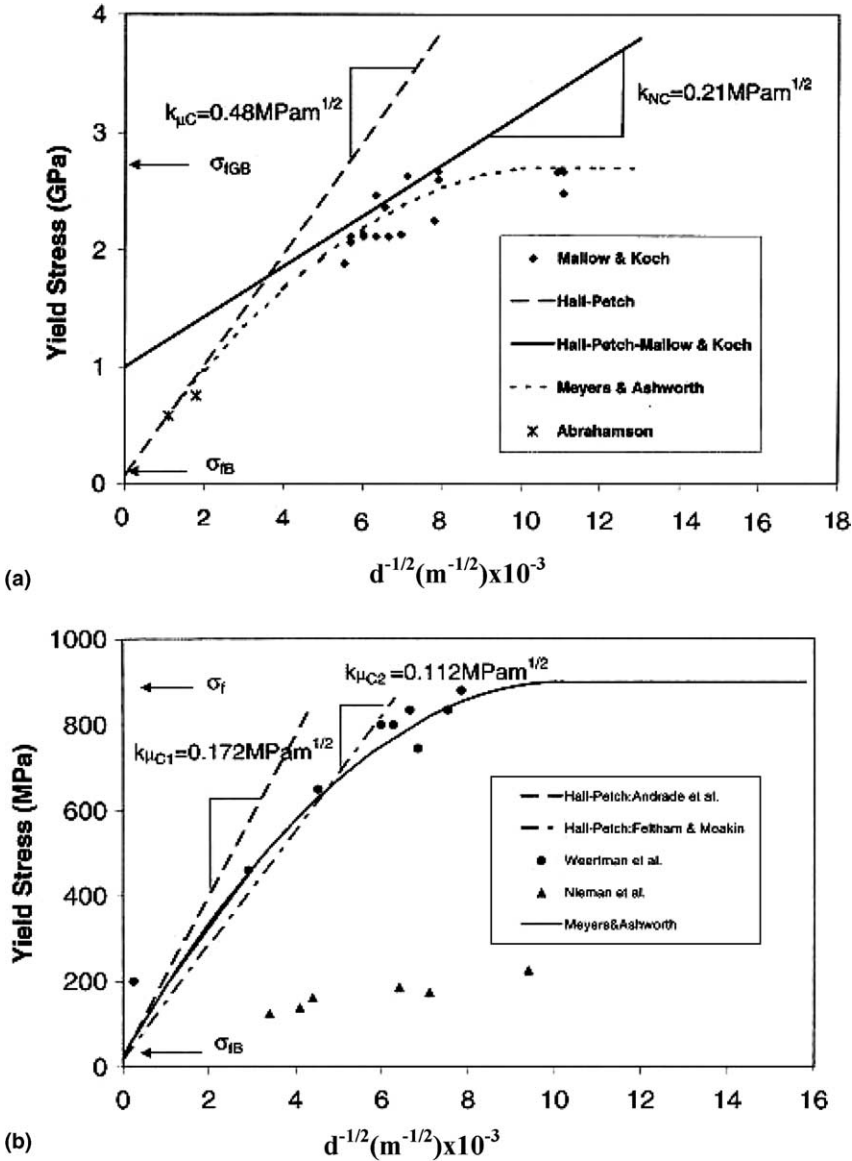 4
k_μC=0.48MPam^1/2
k_NC=0.21MPam^1/2
3
σ_fGB
Yield Stress (GPa)
2
Mallow & Koch
Hall-Petch
Hall-Petch-Mallow & Koch
1
Meyers & Ashworth
Abrahamson
σ_fB
0
0 2 4 6 8 10 12 14 16 18
(a)
d^-1/2(m^-1/2)x10^-3
1000
σ_f
k_μC2=0.112MPam^1/2
800
k_μC1=0.172MPam^1/2
Yield Stress (MPa)
600
Hall-Petch:Andrade et al.
Hall-Petch:Feltham & Meakin
400
Weertman et al.
Nieman et al.
Meyers&Ashworth
200
σ_fB
0
0 2 4 6 8 10 12 14 16
(b)
d^-1/2(m^-1/2)x10^-3